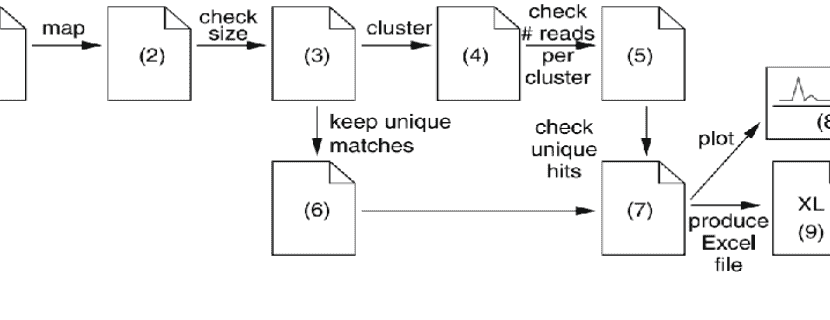 map
(2)
check
size
(3)
cluster
(4)
check
# reads
per
cluster
(5)
keep unique
matches
check
unique
hits
plot
(8
(6)
(7)
produce
Excel
file
XL
(9)